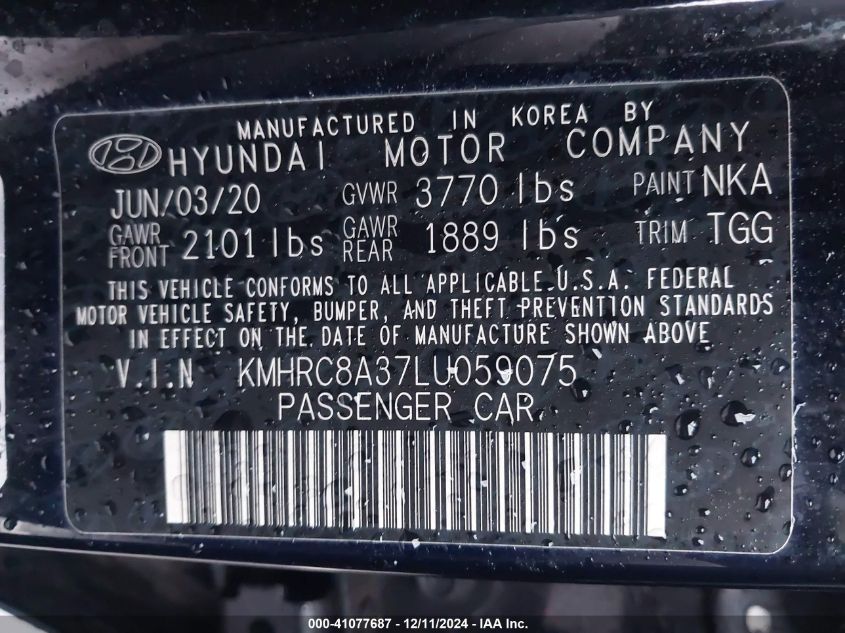 MANUFACTURED IN KOREA BY
HYUNDAI MOTOR COMPANY
JUN/03/20 GVWR 3770 lbs PAINT NKA
GAWR FRONT 2101 lbs GAWR REAR 1889 lbs TRIM TGG
THIS VEHICLE CONFORMS TO ALL APPLICABLE U.S.A. FEDERAL
MOTOR VEHICLE SAFETY, BUMPER, AND THEFT PREVENTION STANDARDS
IN EFFECT ON THE DATE OF MANUFACTURE SHOWN ABOVE
V.I.N KMHRC8A37LU059075
PASSENGER CAR
000-41077687 - 12/11/2024 - IAA Inc.